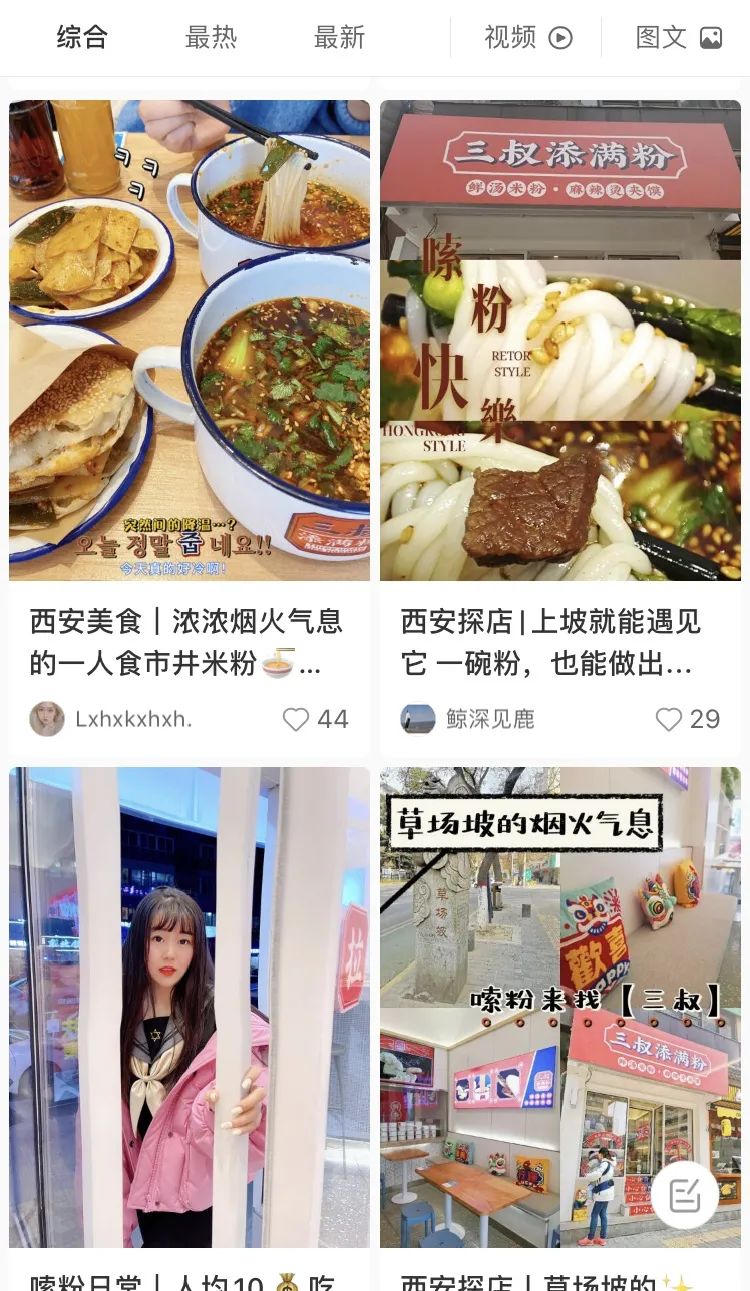 综合
最热
最新
视频
图文
ㅋㅋ
ㅋ
突然间的降温…?
오늘 정말 춥 네요!!
今天真的好冷啊!
三叔添满粉
鲜汤米粉·麻辣烫夹馍
嗦粉快樂
RETOR
STYLE
STYLE
西安美食｜浓浓烟火气息
的一人食市井米粉🍜...
Lxhxkxhxh.
44
西安探店|上坡就能遇见
它 一碗粉，也能做出...
鲸深见鹿
29
拉
草场坡的烟火气息
草场坡
歡喜
嗦粉来找【三叔】
三叔添满粉
嗦粉日常｜人均10💰吃
西安探店｜草场坡的✨